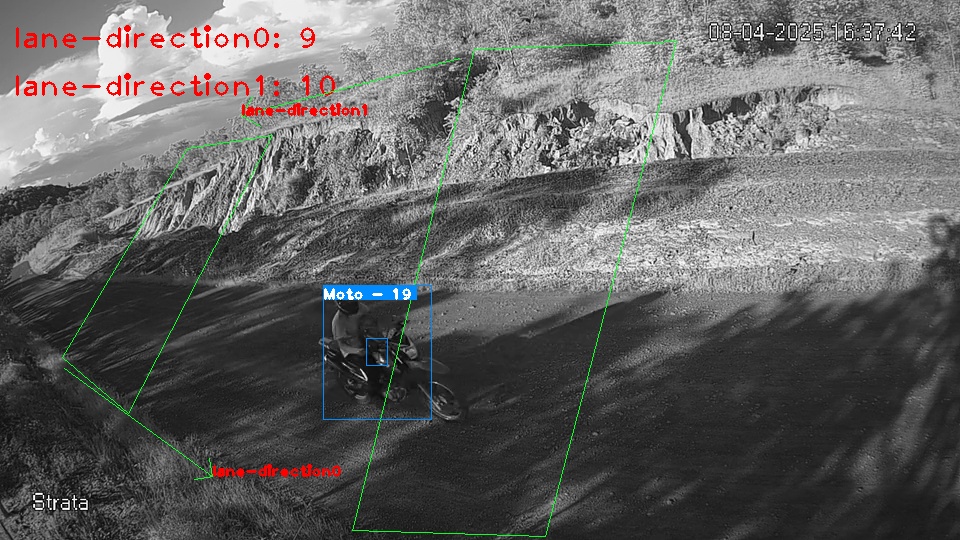 lane-direction0: 9
08-04-2025 16:37:42
lane-direction1: 10
lane-direction1
Moto - 19
lane-direction0
Strata